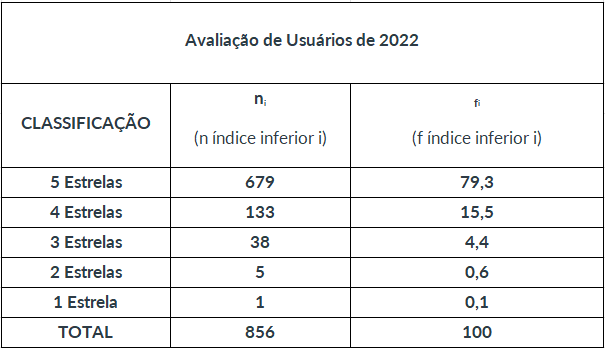 Avaliação de Usuários de 2022
CLASSIFICAÇÃO
nᵢ
(n índice inferior i)
fᵢ
(f índice inferior i)
5 Estrelas 679 79,3
4 Estrelas 133 15,5
3 Estrelas 38 4,4
2 Estrelas 5 0,6
1 Estrela 1 0,1
TOTAL 856 100